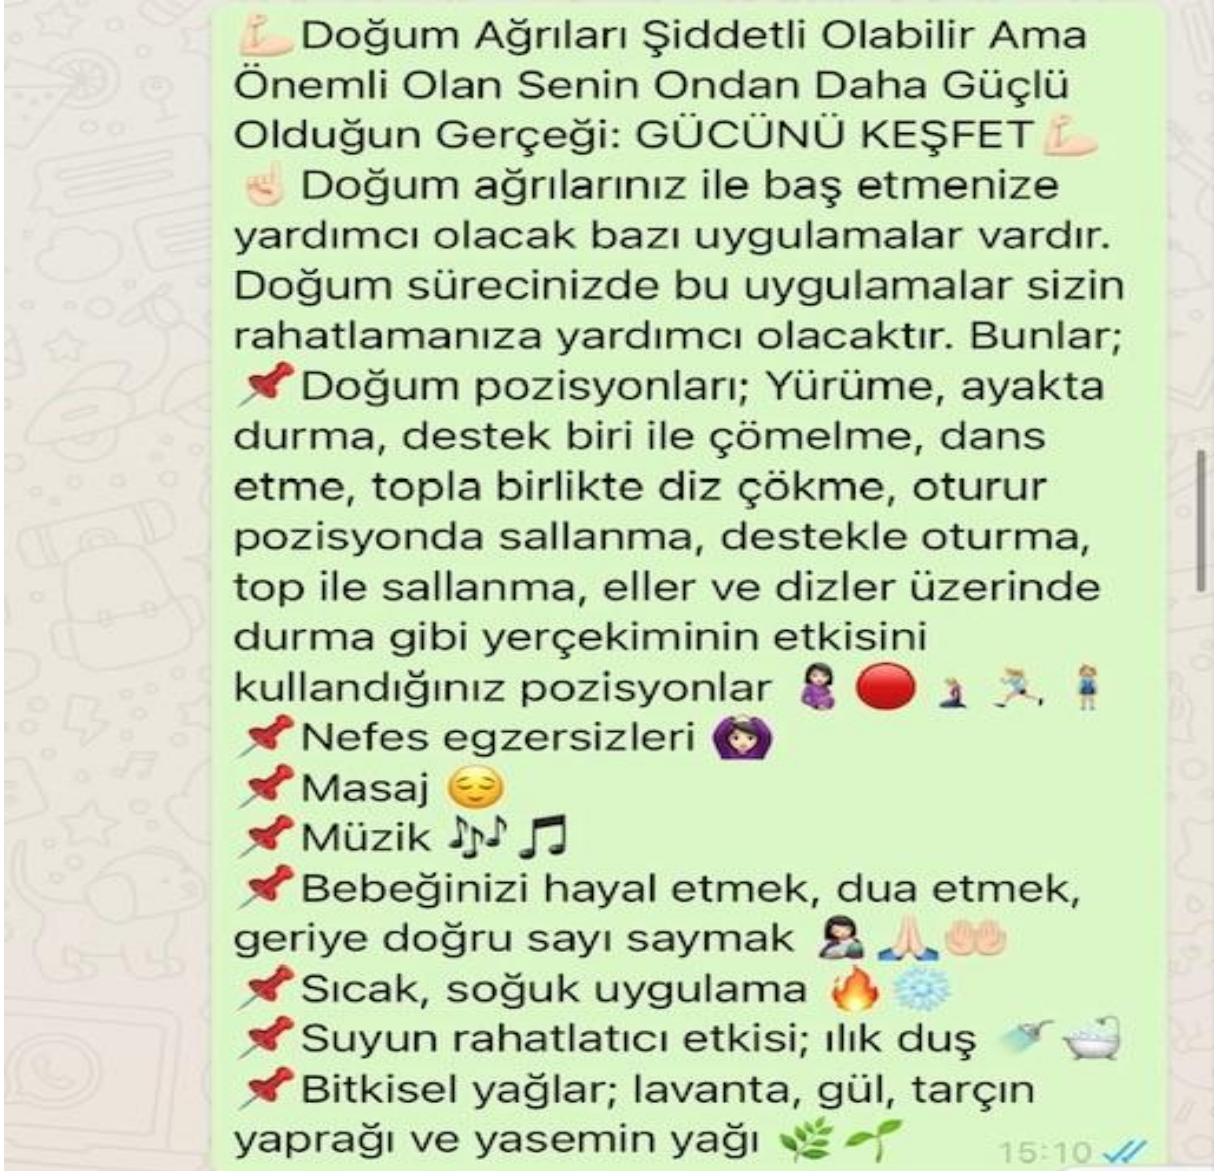 💪🏻Doğum Ağrıları Şiddetli Olabilir Ama
Önemli Olan Senin Ondan Daha Güçlü
Olduğun Gerçeği: GÜCÜNÜ KEŞFET💪🏻
☝🏻Doğum ağrılarınız ile baş etmenize
yardımcı olacak bazı uygulamalar vardır.
Doğum sürecinizde bu uygulamalar sizin
rahatlamanıza yardımcı olacaktır. Bunlar;
📌Doğum pozisyonları; Yürüme, ayakta
durma, destek biri ile çömelme, dans
etme, topla birlikte diz çökme, oturur
pozisyonda sallanma, destekle oturma,
top ile sallanma, eller ve dizler üzerinde
durma gibi yerçekiminin etkisini
kullandığınız pozisyonlar 🤰🏻🔴🧎🏻‍♀️🏃🏼‍♀️🧍🏼‍♀️
📌Nefes egzersizleri 🙆🏻‍♀️
📌Masaj 😌
📌Müzik 🎶🎵
📌Bebeğinizi hayal etmek, dua etmek,
geriye doğru sayı saymak 🤱🏻🙏🏻🤲🏻
📌Sıcak, soğuk uygulama 🔥❄️
📌Suyun rahatlatıcı etkisi; ılık duş 🚿🛁
📌Bitkisel yağlar; lavanta, gül, tarçın
yaprağı ve yasemin yağı 🌿🌱
15:10